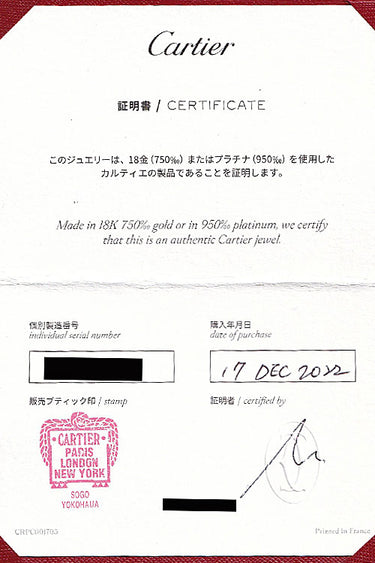 Cartier
証明書 / CERTIFICATE
このジュエリーは、18金 (750‰) またはプラチナ (950‰) を使用した
カルティエの製品であることを証明します。
Made in 18K 750‰ gold or in 950‰ platinum, we certify
that this is an authentic Cartier jewel.
個別製造番号
individual serial number
購入年月日
date of purchase
17 DEC 2022
販売ブティック印 / stamp
証明者 / certified by
CARTIER
PARIS
LONDON
NEW YORK
SOGO
YOKOHAMA
Printed in France